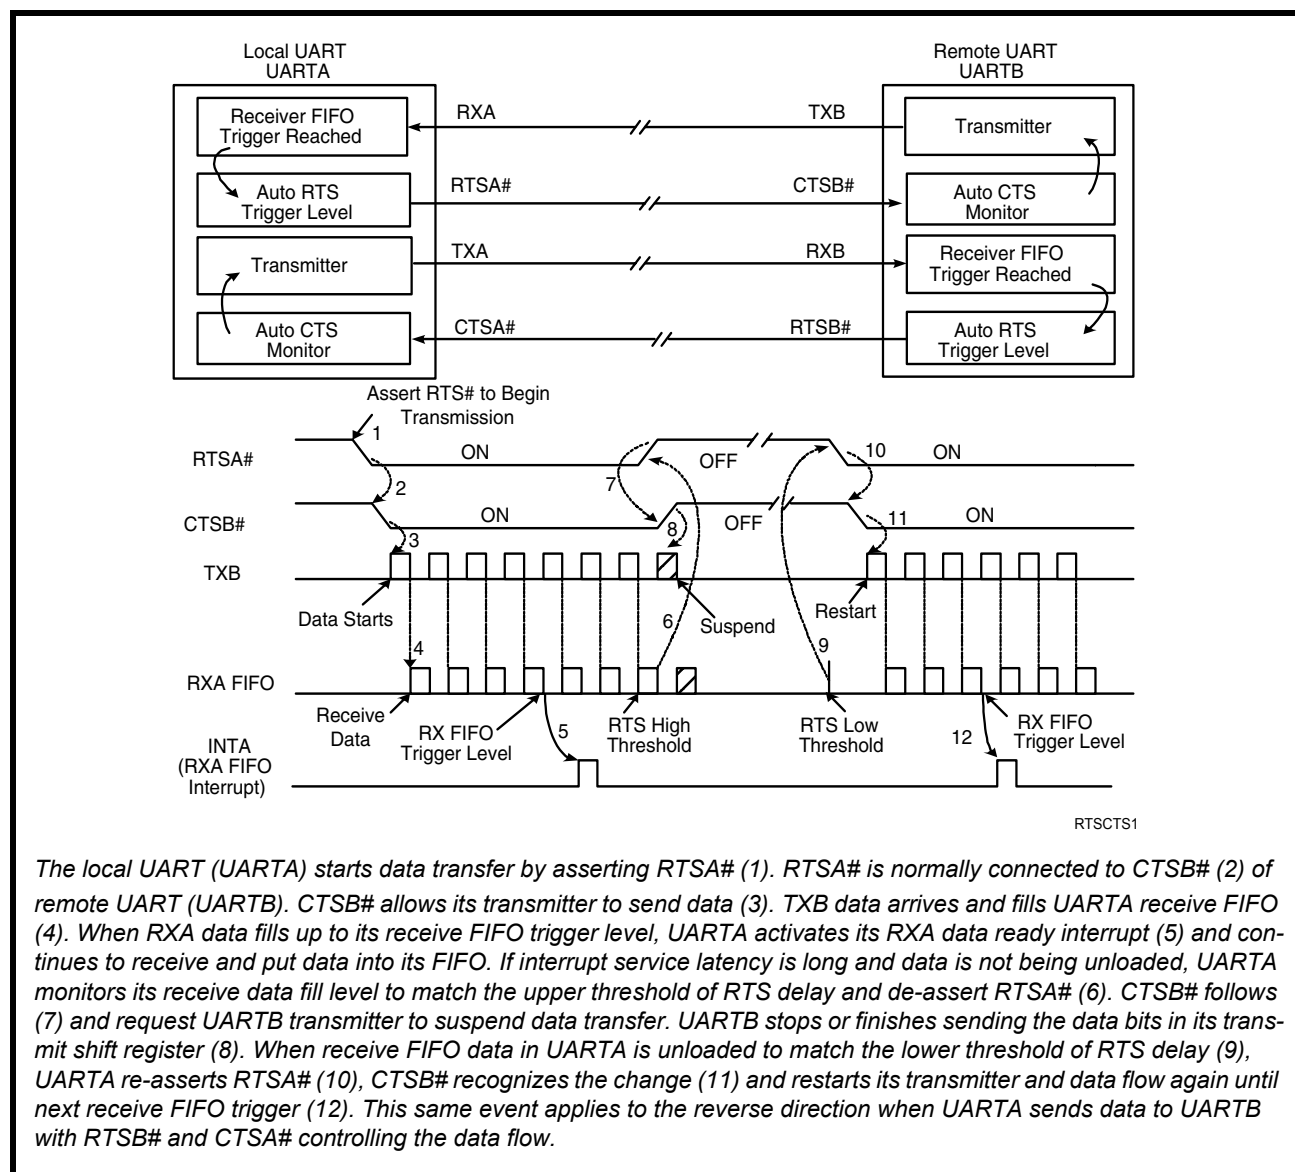 Local UART
UARTA
Remote UART
UARTB
Receiver FIFO
Trigger Reached
RXA
TXB
Transmitter
Auto RTS
Trigger Level
RTSA#
CTSB#
Auto CTS
Monitor
Transmitter
TXA
RXB
Receiver FIFO
Trigger Reached
Auto CTS
Monitor
CTSA#
RTSB#
Auto RTS
Trigger Level
Assert RTS# to Begin
Transmission
RTSA#
1
ON
7
OFF
10
ON
2
CTSB#
ON
8
OFF
11
ON
3
TXB
Data Starts
6
Suspend
Restart
4
9
RXA FIFO
Receive
Data
RX FIFO
Trigger Level
5
RTS High
Threshold
RTS Low
Threshold
12
RX FIFO
Trigger Level
INTA
(RXA FIFO
Interrupt)
RTSCTS1
The local UART (UARTA) starts data transfer by asserting RTSA# (1). RTSA# is normally connected to CTSB# (2) of
remote UART (UARTB). CTSB# allows its transmitter to send data (3). TXB data arrives and fills UARTA receive FIFO
(4). When RXA data fills up to its receive FIFO trigger level, UARTA activates its RXA data ready interrupt (5) and con-
tinues to receive and put data into its FIFO. If interrupt service latency is long and data is not being unloaded, UARTA
monitors its receive data fill level to match the upper threshold of RTS delay and de-assert RTSA# (6). CTSB# follows
(7) and request UARTB transmitter to suspend data transfer. UARTB stops or finishes sending the data bits in its trans-
mit shift register (8). When receive FIFO data in UARTA is unloaded to match the lower threshold of RTS delay (9),
UARTA re-asserts RTSA# (10), CTSB# recognizes the change (11) and restarts its transmitter and data flow again until
next receive FIFO trigger (12). This same event applies to the reverse direction when UARTA sends data to UARTB
with RTSB# and CTSA# controlling the data flow.